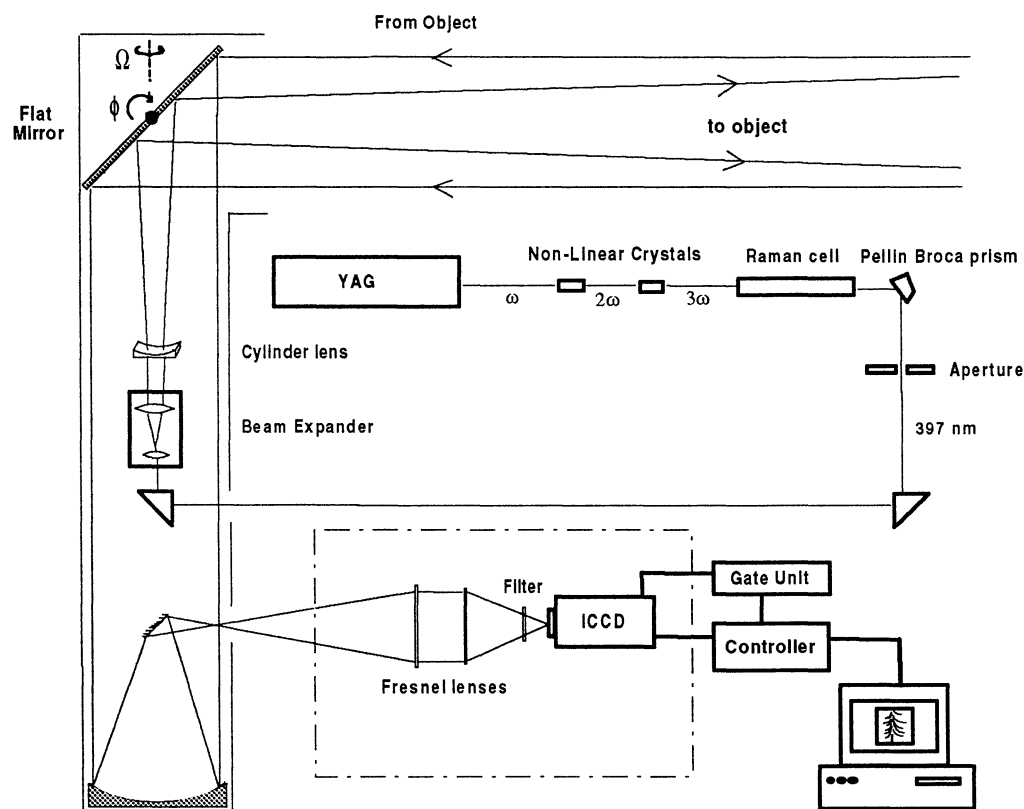 From Object
Ω
ϕ
Flat
Mirror
to object
Non-Linear Crystals
Raman cell
Pellin Broca prism
YAG
ω
2ω
3ω
Cylinder lens
Aperture
Beam Expander
397 nm
Filter
ICCD
Gate Unit
Controller
Fresnel lenses